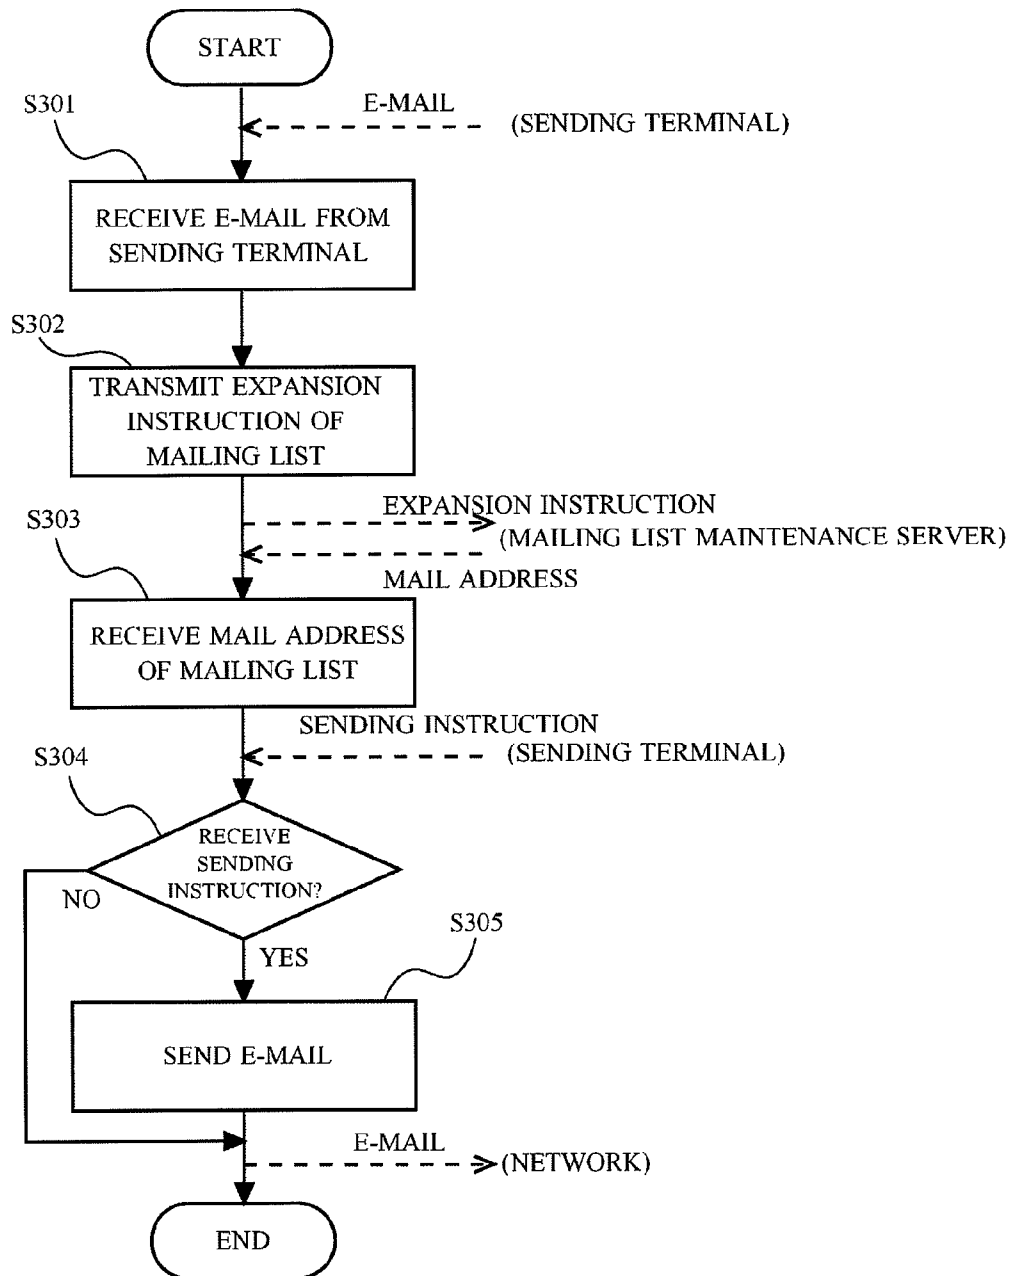 START
S301
E-MAIL
(SENDING TERMINAL)
RECEIVE E-MAIL FROM
SENDING TERMINAL
S302
TRANSMIT EXPANSION
INSTRUCTION OF
MAILING LIST
S303
EXPANSION INSTRUCTION
(MAILING LIST MAINTENANCE SERVER)
MAIL ADDRESS
RECEIVE MAIL ADDRESS
OF MAILING LIST
SENDING INSTRUCTION
(SENDING TERMINAL)
S304
RECEIVE
SENDING
INSTRUCTION?
NO
YES
S305
SEND E-MAIL
E-MAIL
(NETWORK)
END